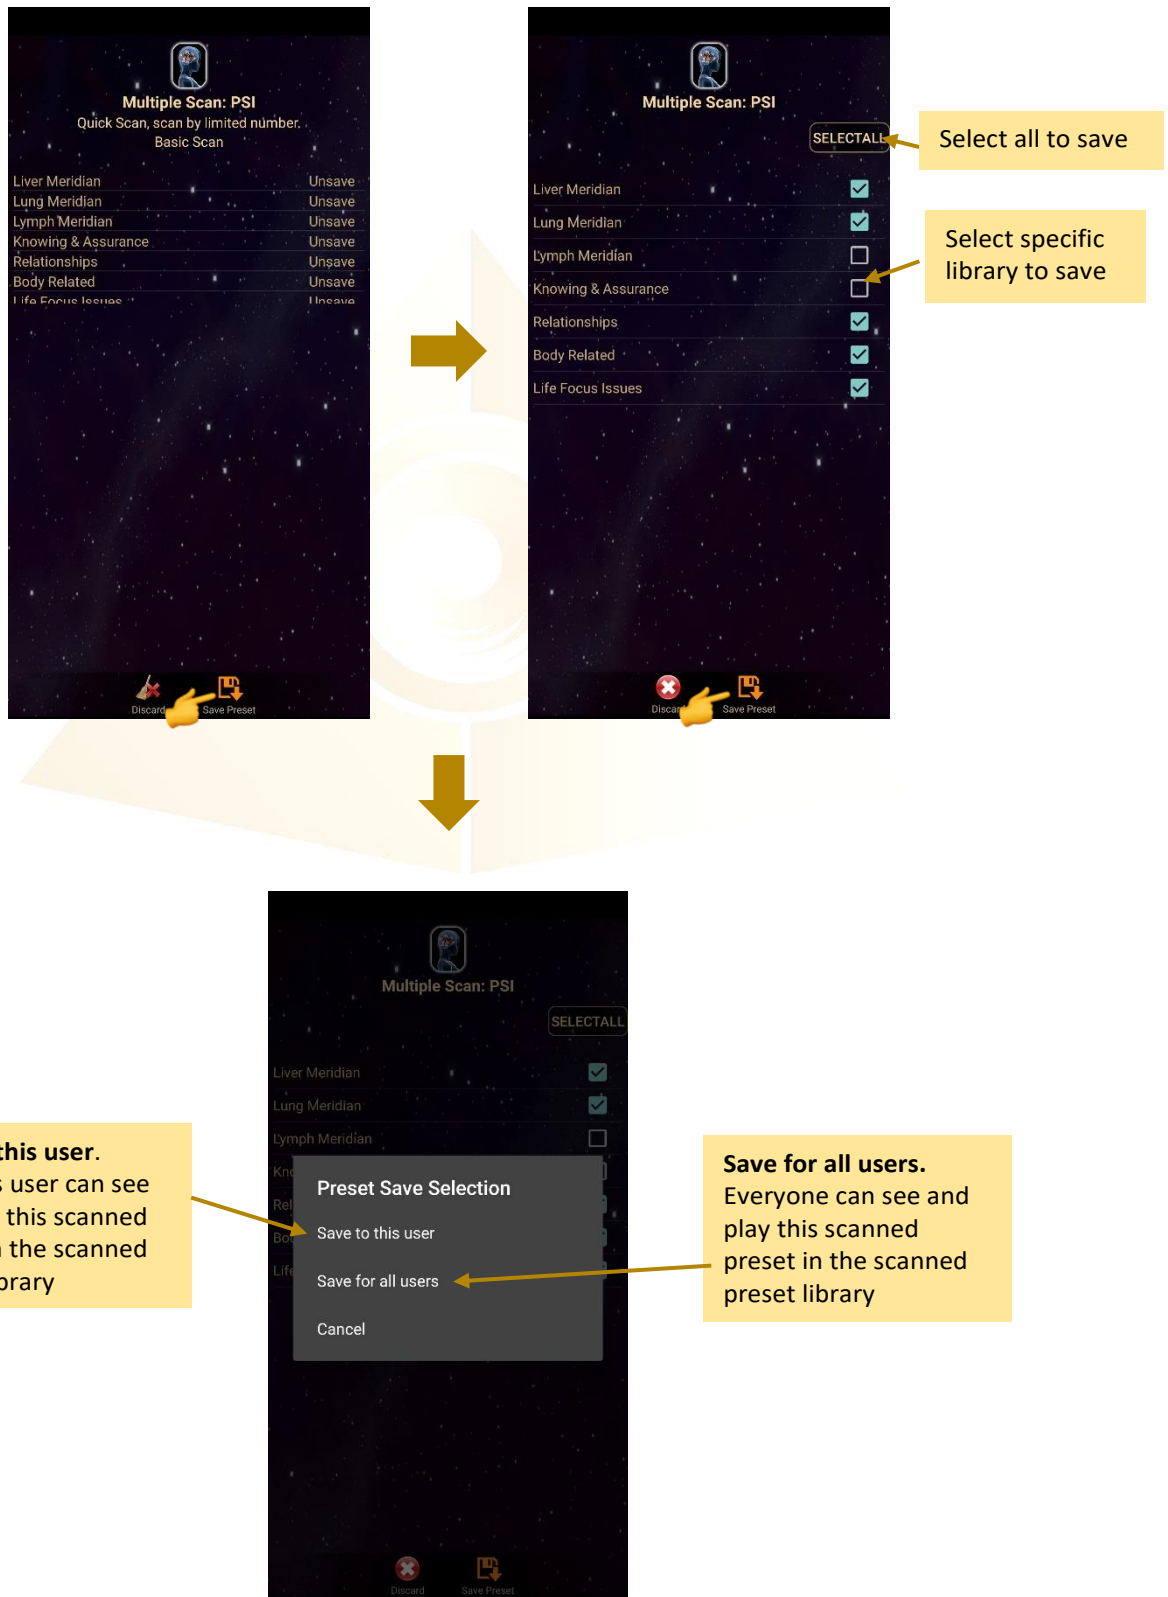 Multiple Scan: PSI
Quick Scan, scan by limited number.
Basic Scan
Liver Meridian Unsave
Lung Meridian Unsave
Lymph Meridian Unsave
Knowing & Assurance Unsave
Relationships Unsave
Body Related Unsave
Life Focus Issues Unsave
Discard Save Preset
Multiple Scan: PSI
SELECTALL
Liver Meridian
Lung Meridian
Lymph Meridian
Knowing & Assurance
Relationships
Body Related
Life Focus Issues
Discard Save Preset
Select all to save
Select specific
library to save
Multiple Scan: PSI
SELECTALL
Liver Meridian
Lung Meridian
Lymph Meridian
Preset Save Selection
Save to this user
Save for all users
Cancel
Discard Save Preset
this user.
user can see
this scanned
the scanned
Save for all users.
Everyone can see and
play this scanned
preset in the scanned
preset library